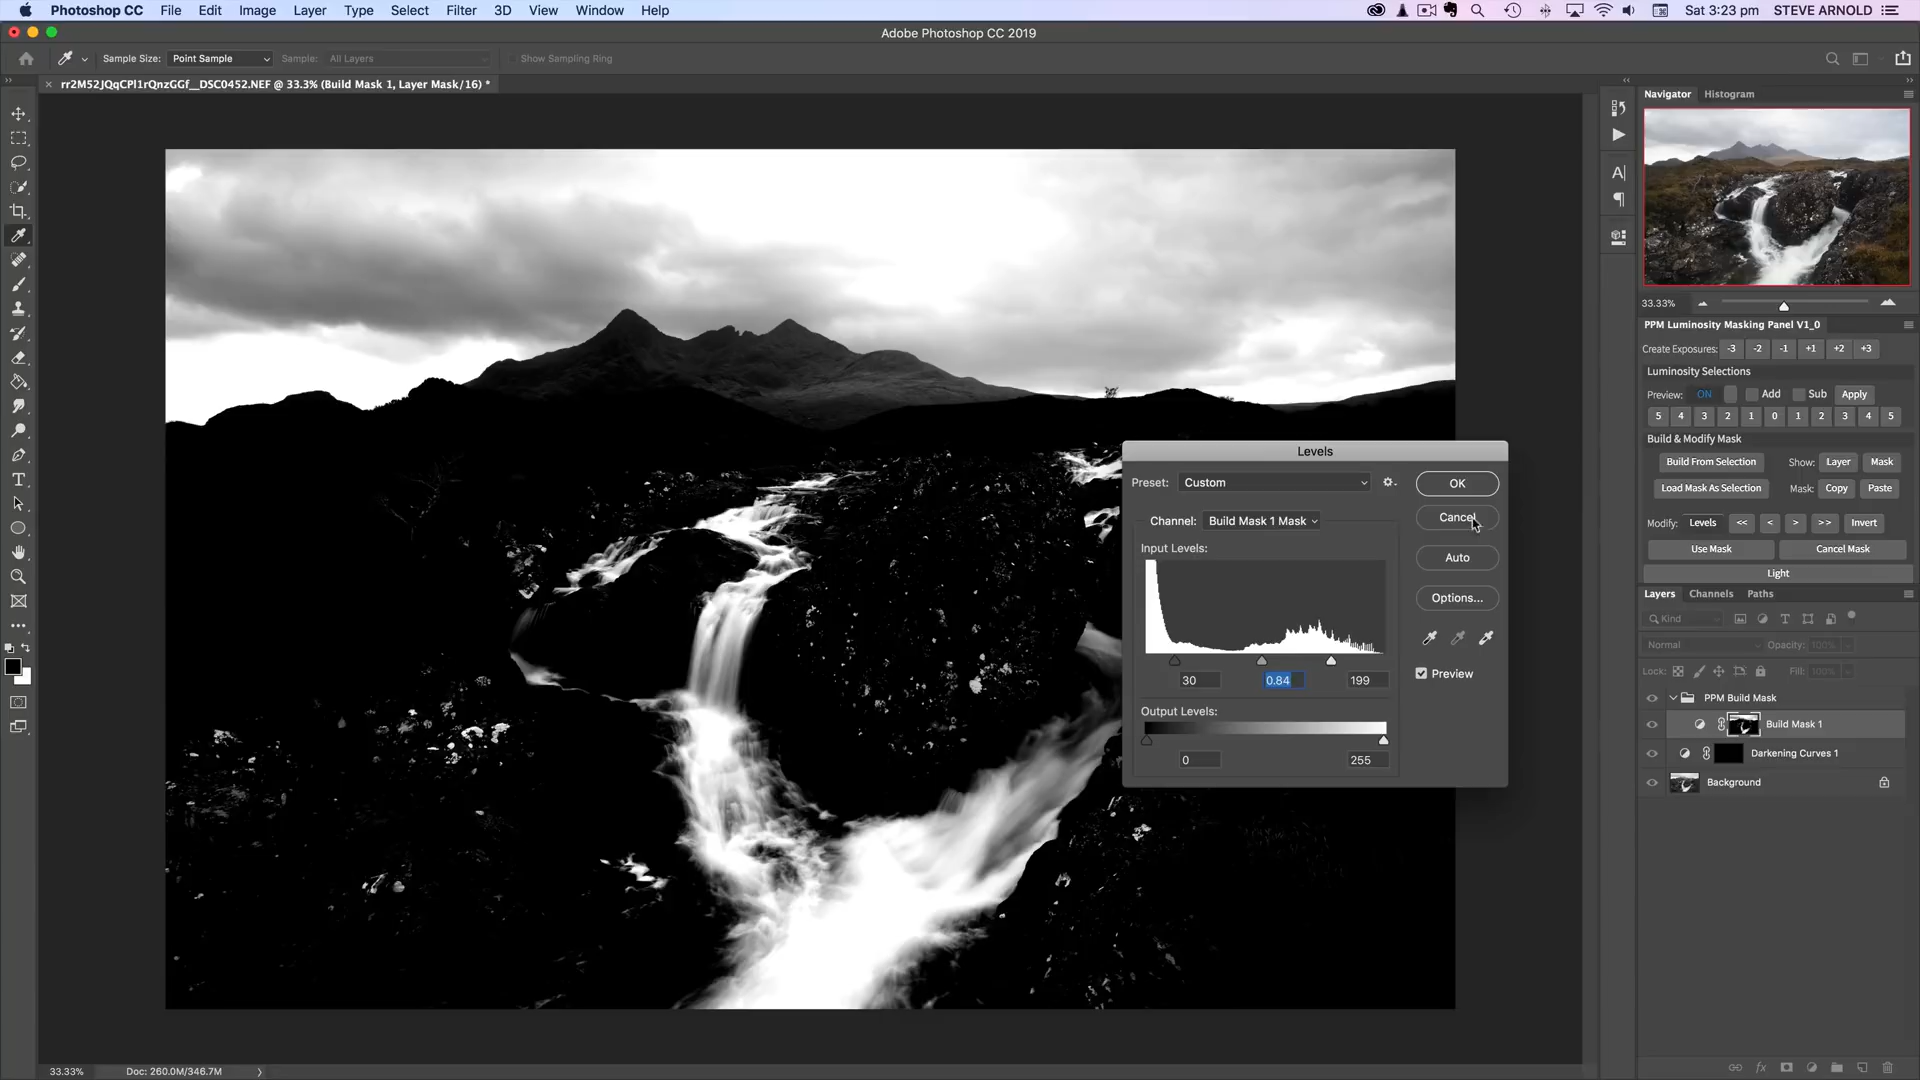 Photoshop CC File Edit Image Layer Type Select Filter 3D View Window Help Sat 3:23 pm STEVE ARNOLD
Adobe Photoshop CC 2019
Sample Size: Point Sample Sample: All Layers Show Sampling Ring
× rr2M52JQqCPl1rQnzGGf__DSC0452.NEF @ 33.3% (Build Mask 1, Layer Mask/16) *
Navigator Histogram
33.33%
PPM Luminosity Masking Panel V1_0
Create Exposures: -3 -2 -1 +1 +2 +3
Luminosity Selections
Preview: ON Add Sub Apply
5 4 3 2 1 0 1 2 3 4 5
Build & Modify Mask
Build From Selection Show: Layer Mask
Load Mask As Selection Mask: Copy Paste
Modify: Levels << < > >> Invert
Use Mask Cancel Mask
Light
Layers Channels Paths
Kind
Normal Opacity: 100%
Lock: Fill: 100%
PPM Build Mask
Build Mask 1
Darkening Curves 1
Background
Levels
Preset: Custom OK
Cancel
Channel: Build Mask 1 Mask
Input Levels:
Auto
Options...
Preview
30 0.84 199
Output Levels:
0 255
33.33% Doc: 260.0M/346.7M >